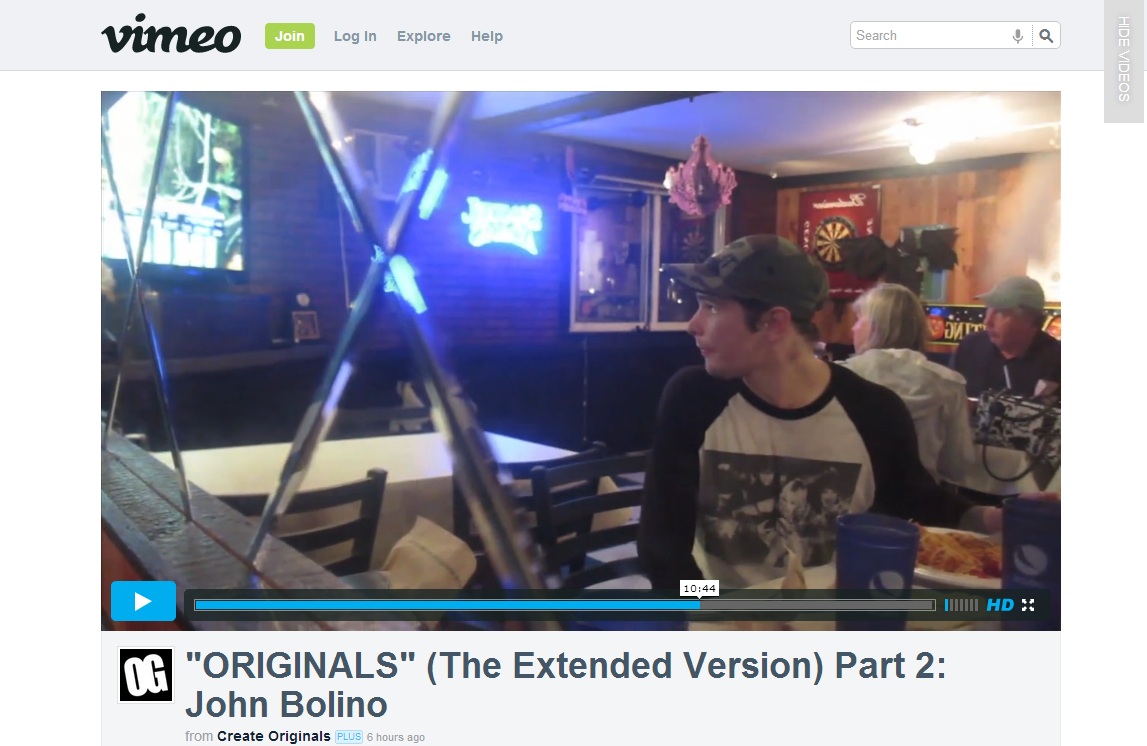 vimeo
Join
Log In
Explore
Help
Search
HIDE VIDEOS
Budweiser
10:44
HD
OG
"ORIGINALS" (The Extended Version) Part 2:
John Bolino
from Create Originals PLUS 6 hours ago